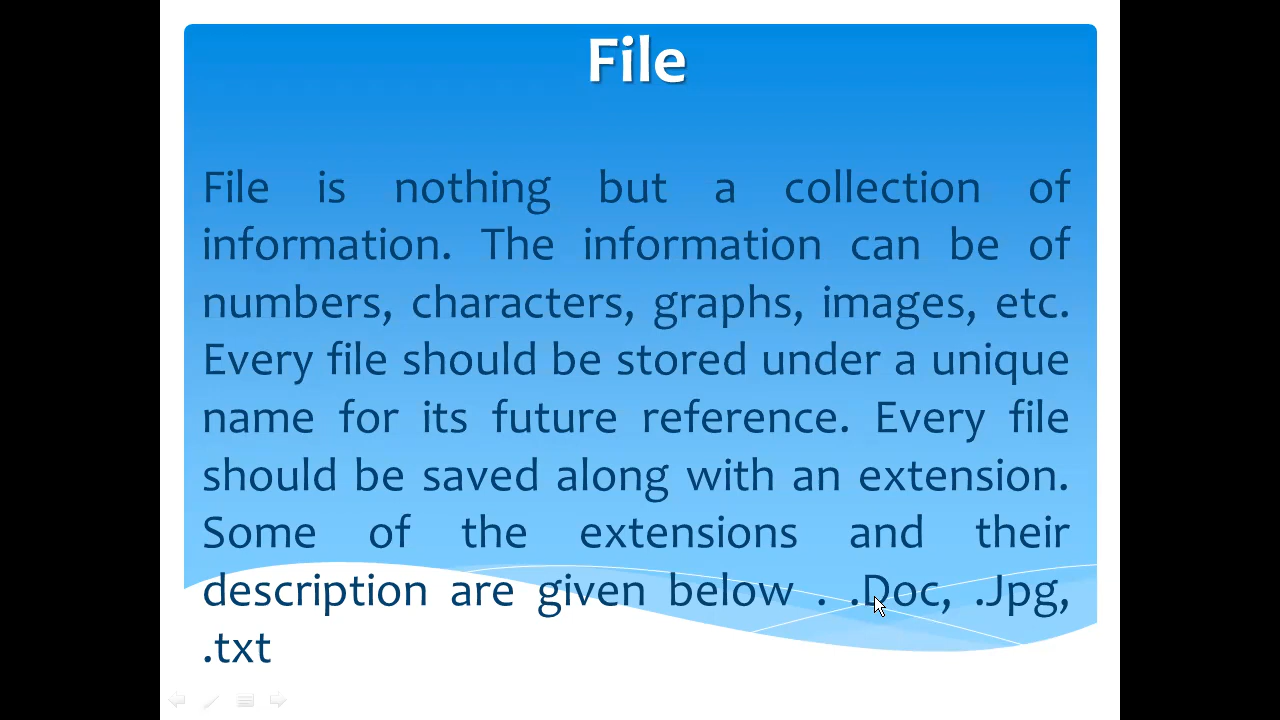 File
File is nothing but a collection of
information. The information can be of
numbers, characters, graphs, images, etc.
Every file should be stored under a unique
name for its future reference. Every file
should be saved along with an extension.
Some of the extensions and their
description are given below . .Doc, .Jpg,
.txt